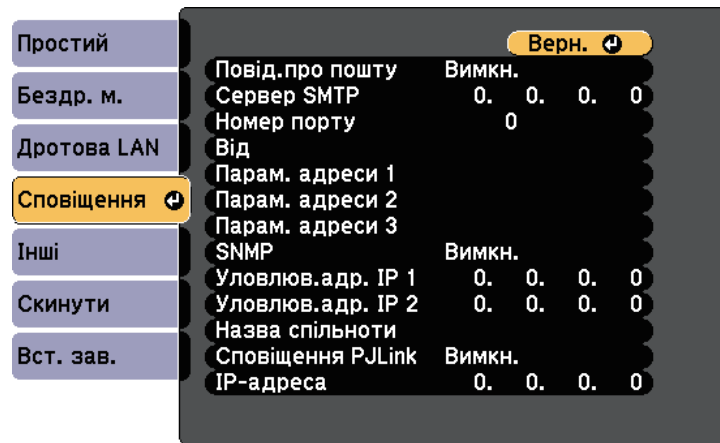 Простий
Бездр. м.
Дротова LAN
Сповіщення
Інші
Скинути
Вст. зав.
Верн.
Повід.про пошту Вимкн.
Сервер SMTP 0. 0. 0. 0
Номер порту 0
Від
Парам. адреси 1
Парам. адреси 2
Парам. адреси 3
SNMP Вимкн.
Уловлюв.адр. IP 1 0. 0. 0. 0
Уловлюв.адр. IP 2 0. 0. 0. 0
Назва спільноти
Сповіщення PJLink Вимкн.
IP-адреса 0. 0. 0. 0